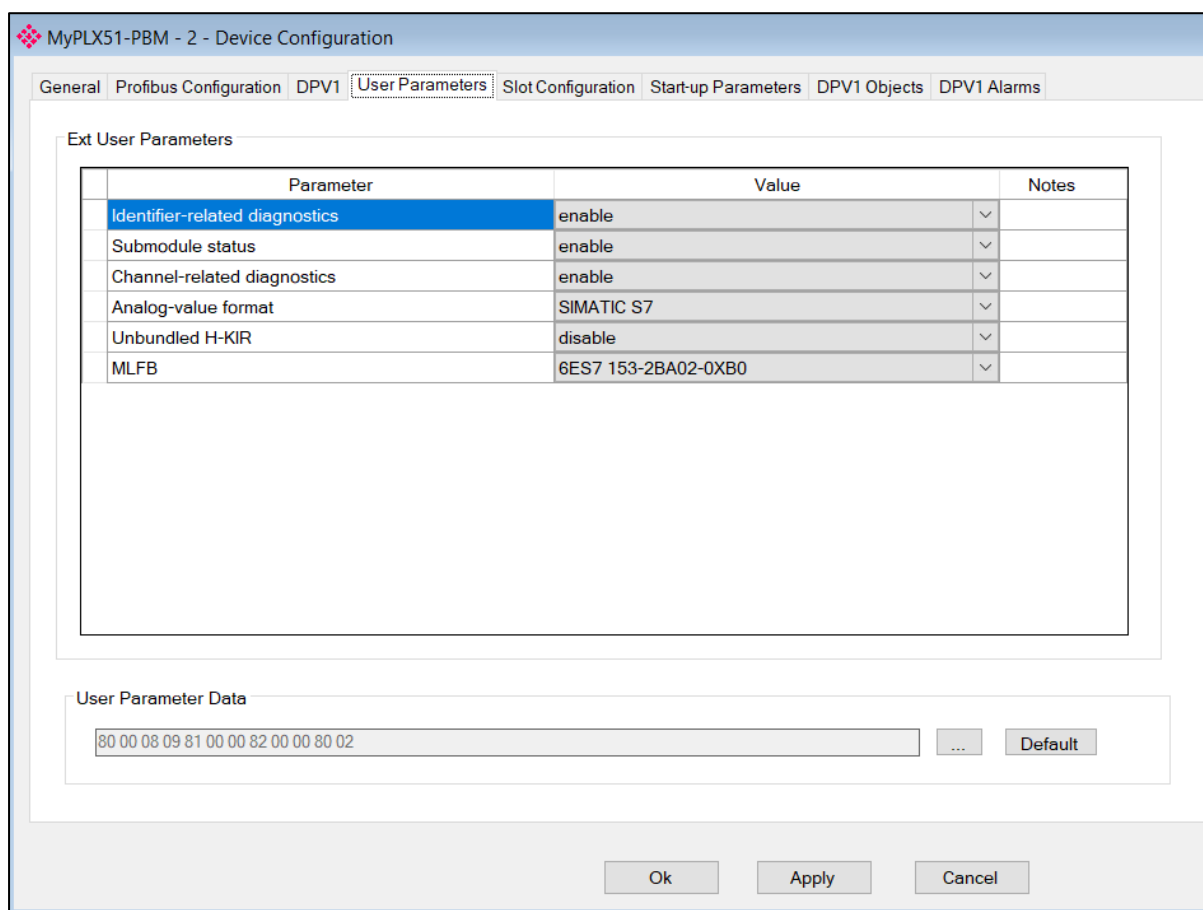 MyPLX51-PBM - 2 - Device Configuration
General Profibus Configuration DPV1 User Parameters Slot Configuration Start-up Parameters DPV1 Objects DPV1 Alarms
Ext User Parameters
Parameter Value Notes
Identifier-related diagnostics enable
Submodule status enable
Channel-related diagnostics enable
Analog-value format SIMATIC S7
Unbundled H-KIR disable
MLFB 6ES7 153-2BA02-0XB0
User Parameter Data
80 00 08 09 81 00 00 82 00 00 80 02 ... Default
Ok Apply Cancel